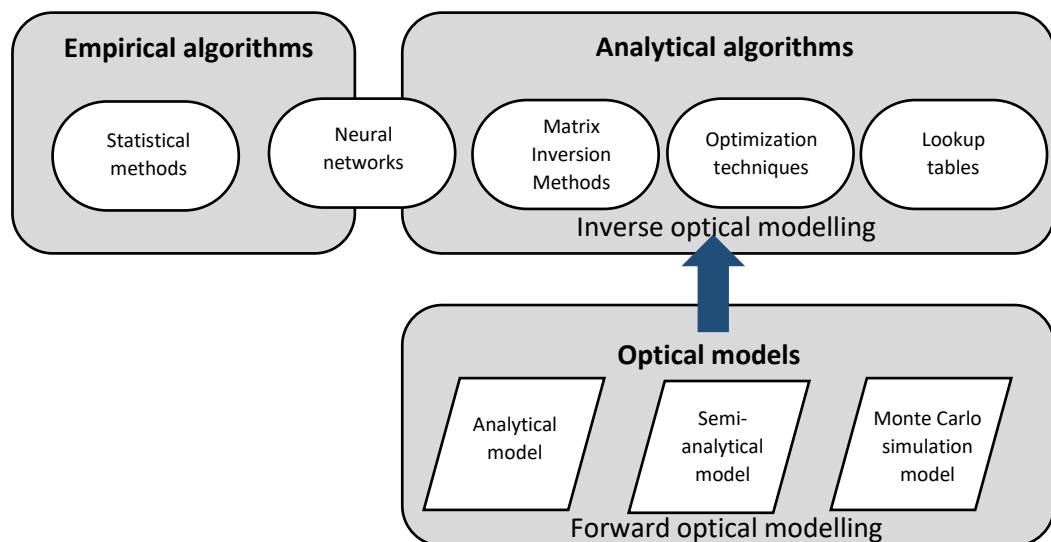 Empirical algorithms
Analytical algorithms
Statistical
methods
Neural
networks
Matrix
Inversion
Methods
Optimization
techniques
Lookup
tables
Inverse optical modelling
Optical models
Analytical
model
Semi-
analytical
model
Monte Carlo
simulation
model
Forward optical modelling